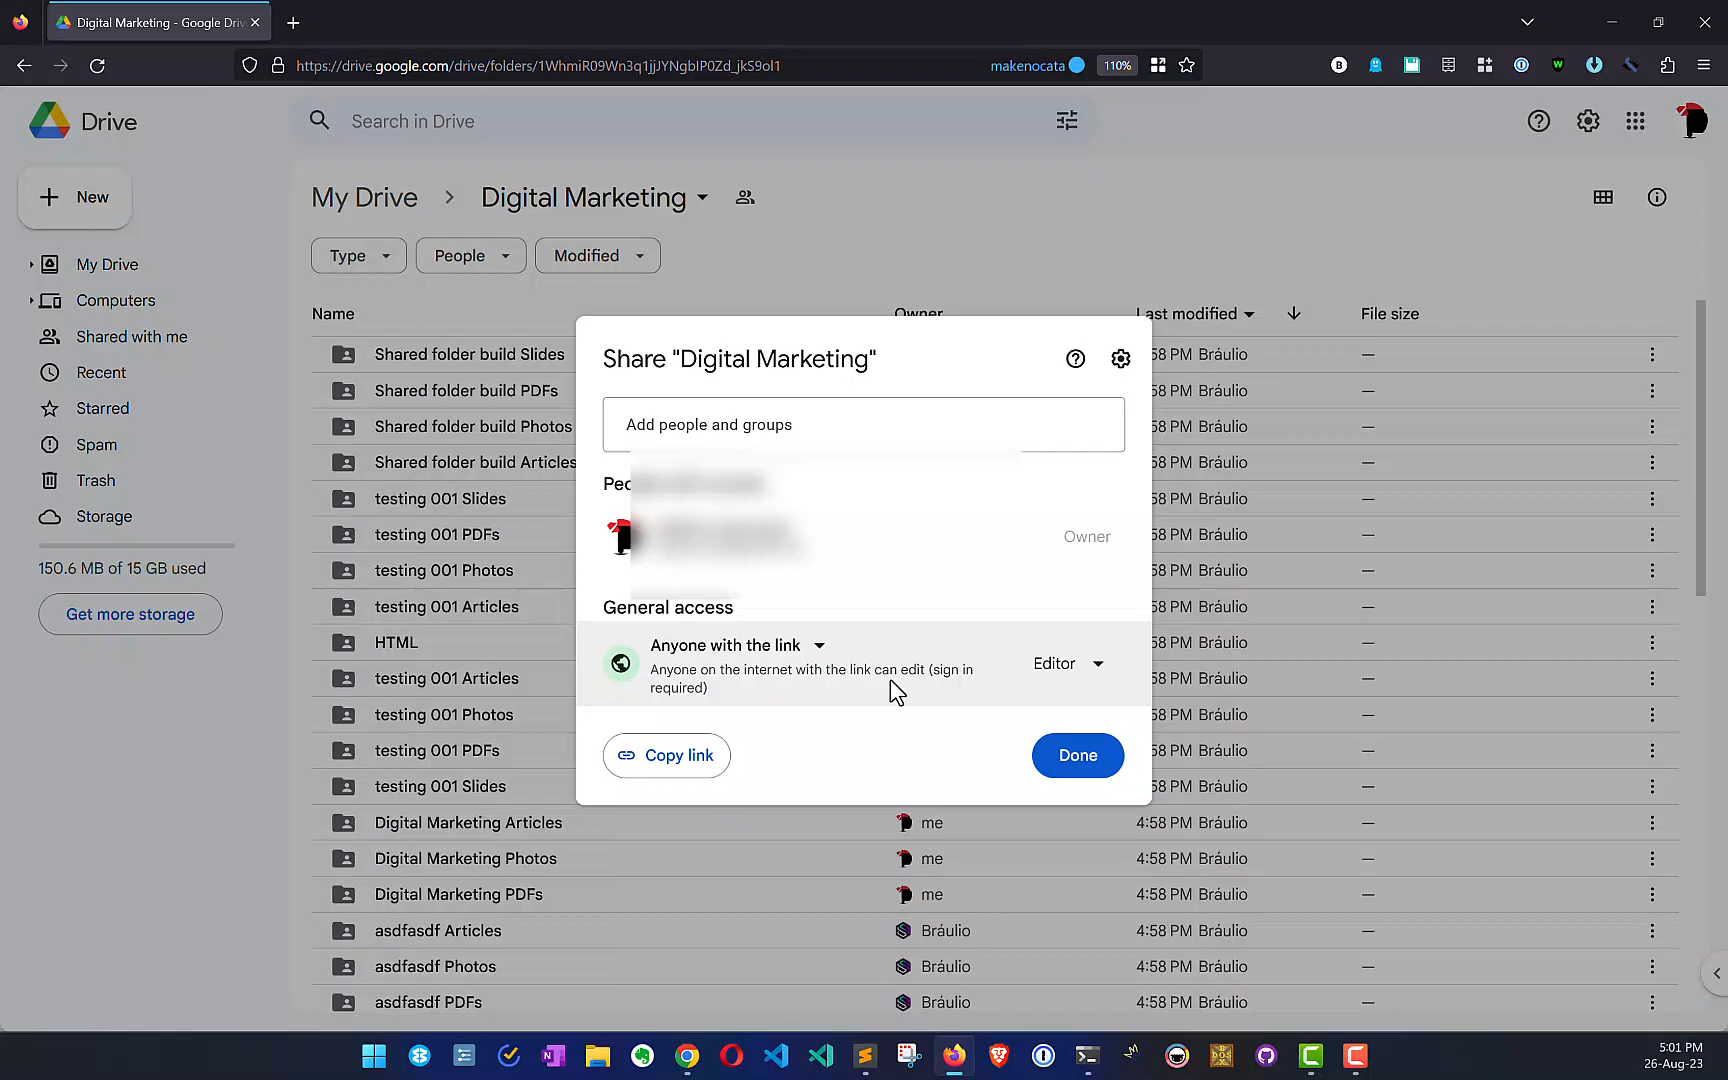 Digital Marketing - Google Driv
https://drive.google.com/drive/folders/1WhmiR09Wn3q1jjJYNgbIP0Zd_jkS9ol1
makenocata
110%
Drive
Search in Drive
New
My Drive
Computers
Shared with me
Recent
Starred
Spam
Trash
Storage
150.6 MB of 15 GB used
Get more storage
My Drive > Digital Marketing
Type People Modified
Name Owner Last modified File size
Shared folder build Slides 58 PM Bráulio —
Shared folder build PDFs 58 PM Bráulio —
Shared folder build Photos 58 PM Bráulio —
Shared folder build Articles 58 PM Bráulio —
testing 001 Slides 58 PM Bráulio —
testing 001 PDFs 58 PM Bráulio —
testing 001 Photos 58 PM Bráulio —
testing 001 Articles 58 PM Bráulio —
HTML 58 PM Bráulio —
testing 001 Articles 58 PM Bráulio —
testing 001 Photos 58 PM Bráulio —
testing 001 PDFs 58 PM Bráulio —
testing 001 Slides 58 PM Bráulio —
Digital Marketing Articles me 4:58 PM Bráulio —
Digital Marketing Photos me 4:58 PM Bráulio —
Digital Marketing PDFs me 4:58 PM Bráulio —
asdfasdf Articles Bráulio 4:58 PM Bráulio —
asdfasdf Photos Bráulio 4:58 PM Bráulio —
asdfasdf PDFs Bráulio 4:58 PM Bráulio —
Share "Digital Marketing"
Add people and groups
Owner
General access
Anyone with the link
Anyone on the internet with the link can edit (sign in
required)
Editor
Copy link
Done
5:01 PM
26-Aug-23